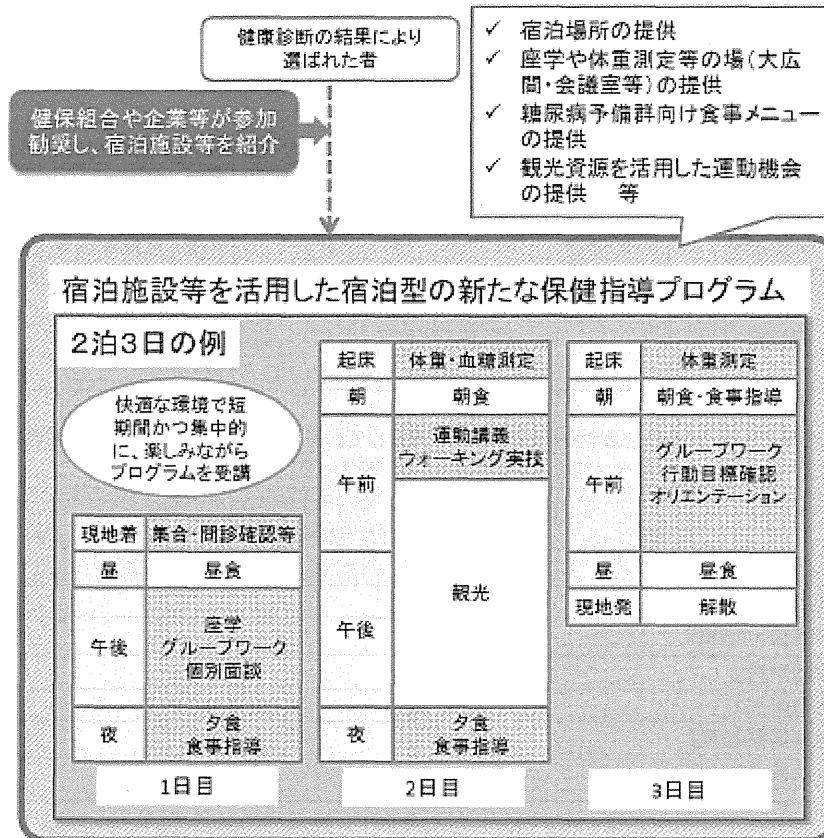 健康診断の結果により
選ばれた者
健保組合や企業等が参加
勧奨し、宿泊施設等を紹介
✓ 宿泊場所の提供
✓ 座学や体重測定等の場(大広
間・会議室等)の提供
✓ 糖尿病予備群向け食事メニュー
の提供
✓ 観光資源を活用した運動機会
の提供 等
宿泊施設等を活用した宿泊型の新たな保健指導プログラム
2泊3日の例
快適な環境で短
期間かつ集中的
に、楽しみながら
プログラムを受講
現地着 集合・問診確認等
昼 昼食
午後
座学
グループワーク
個別面談
夜
夕食
食事指導
1日目
起床 体重・血糖測定
朝 朝食
午前
運動講義
ウォーキング実技
観光
午後
夜
夕食
食事指導
2日目
起床 体重測定
朝 朝食・食事指導
午前
グループワーク
行動目標確認
オリエンテーション
昼 昼食
現地発 解散
3日目